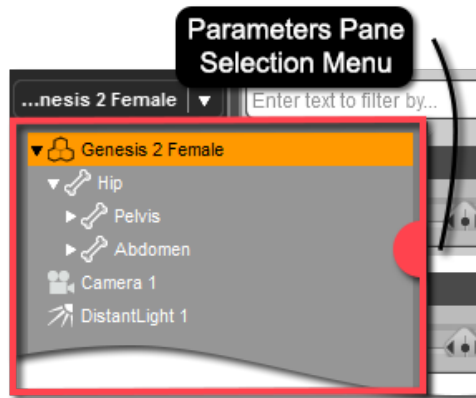 Parameters Pane
Selection Menu
...nesis 2 Female
Enter text to filter by...
Genesis 2 Female
Hip
Pelvis
Abdomen
Camera 1
DistantLight 1